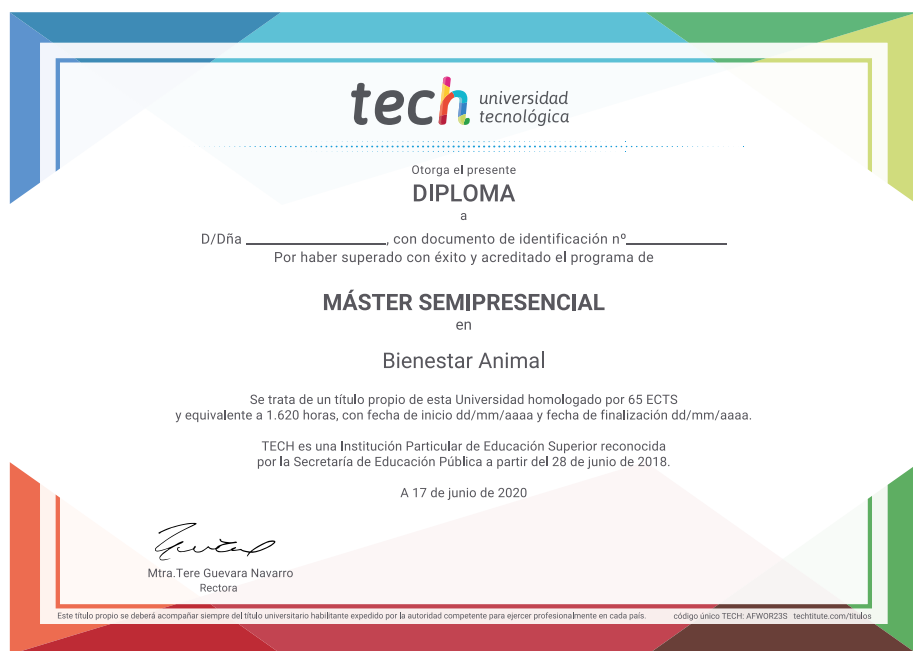 tech universidad
tecnológica
Otorga el presente
DIPLOMA
a
D/Dña ________________, con documento de identificación nº____________
Por haber superado con éxito y acreditado el programa de
MÁSTER SEMIPRESENCIAL
en
Bienestar Animal
Se trata de un título propio de esta Universidad homologado por 65 ECTS
y equivalente a 1.620 horas, con fecha de inicio dd/mm/aaaa y fecha de finalización dd/mm/aaaa.
TECH es una Institución Particular de Educación Superior reconocida
por la Secretaría de Educación Pública a partir del 28 de junio de 2018.
A 17 de junio de 2020
Mtra.Tere Guevara Navarro
Rectora
Este título propio se deberá acompañar siempre del título universitario habilitante expedido por la autoridad competente para ejercer profesionalmente en cada país. código único TECH: AFWOR23S techtitute.com/titulos